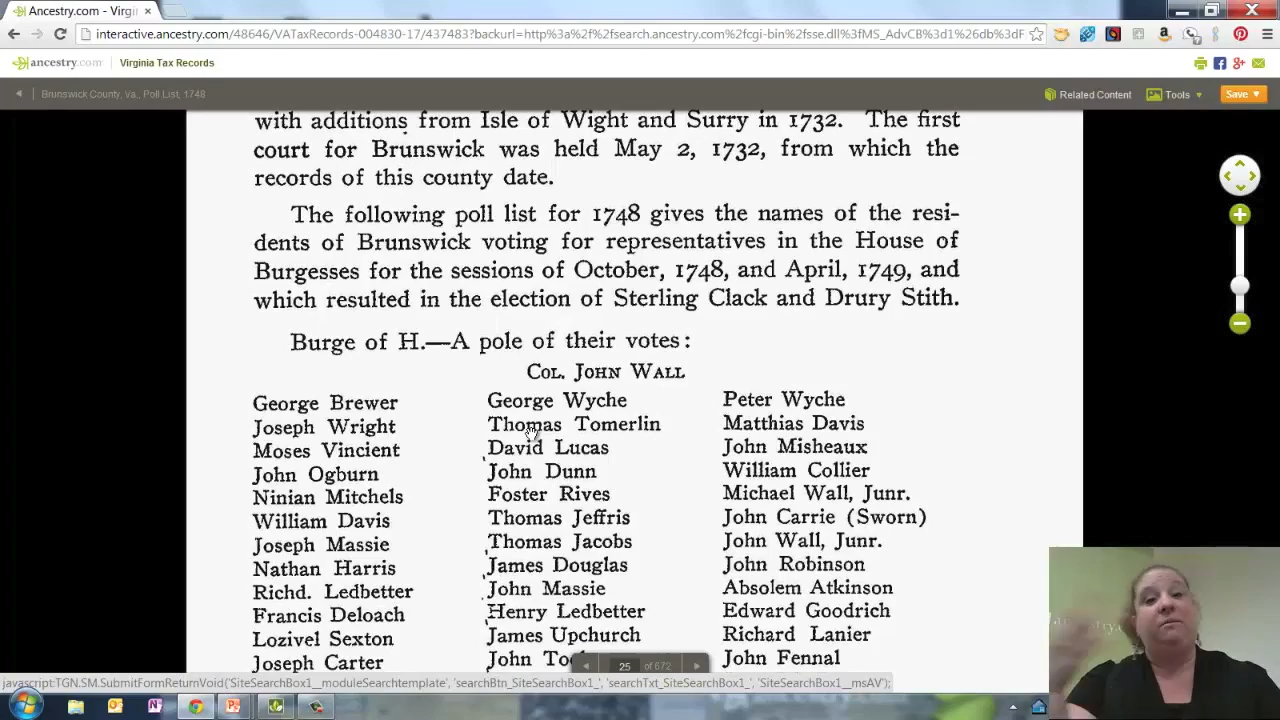 Ancestry.com - Virgin
interactive.ancestry.com/48646/VATaxRecords-004830-17/437483?backurl=http%3a%2f%2fsearch.ancestry.com%2fcgi-bin%2fsse.dll%3fMS_AdvCB%3d1%26db%3dF
ancestry.com
Virginia Tax Records
Brunswick County, Va., Poll List, 1748
Related Content
Tools
Save
with additions from Isle of Wight and Surry in 1732. The first
court for Brunswick was held May 2, 1732, from which the
records of this county date.
The following poll list for 1748 gives the names of the resi-
dents of Brunswick voting for representatives in the House of
Burgesses for the sessions of October, 1748, and April, 1749, and
which resulted in the election of Sterling Clack and Drury Stith.
Burge of H.—A pole of their votes:
COL. JOHN WALL
George Brewer George Wyche Peter Wyche
Joseph Wright Thomas Tomerlin Matthias Davis
Moses Vincient David Lucas John Misheaux
John Ogburn John Dunn William Collier
Ninian Mitchels Foster Rives Michael Wall, Junr.
William Davis Thomas Jeffris John Carrie (Sworn)
Joseph Massie Thomas Jacobs John Wall, Junr.
Nathan Harris James Douglas John Robinson
Richd. Ledbetter John Massie Absolem Atkinson
Francis Deloach Henry Ledbetter Edward Goodrich
Lozivel Sexton James Upchurch Richard Lanier
Joseph Carter John John Fennal
25 of 672
javascript:TGN.SM.SubmitFormReturnVoid('SiteSearchBox1__moduleSearchtemplate', 'searchBtn_SiteSearchBox1_', 'searchTxt_SiteSearchBox1_', 'SiteSearchBox1__msAV');